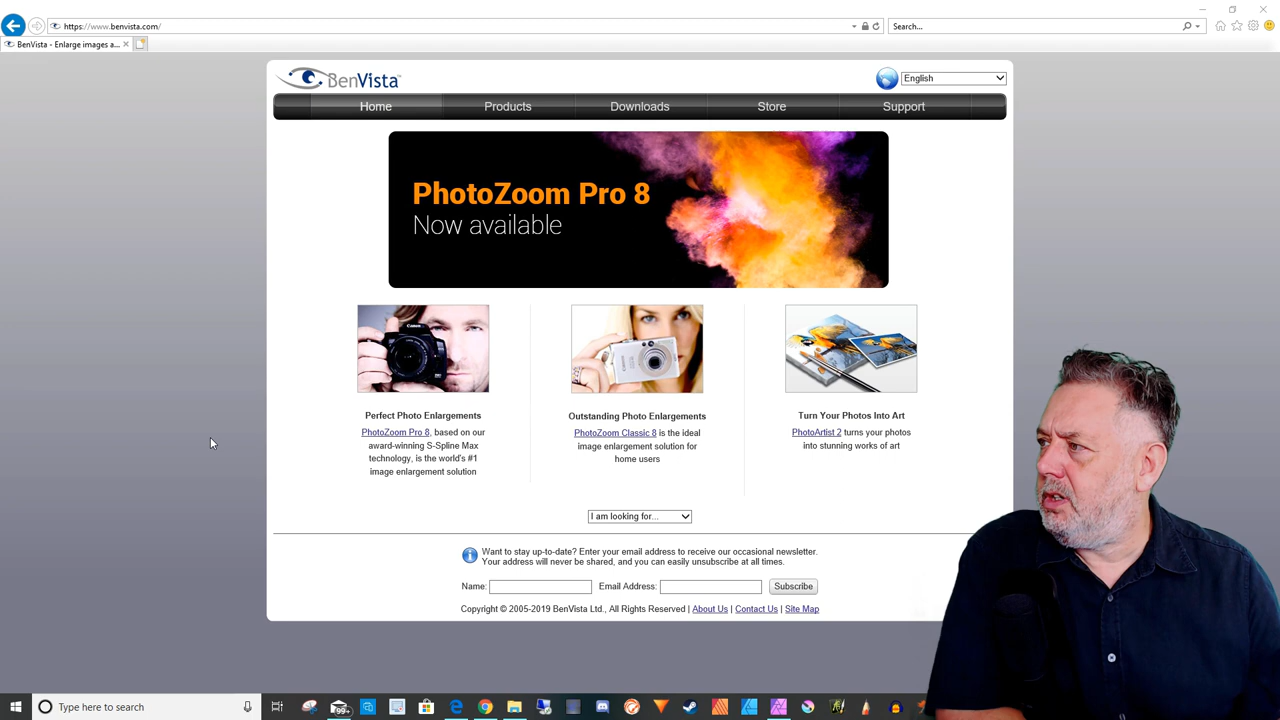 https://www.benvista.com/
Search...
BenVista - Enlarge images a...
BenVista™
English
Home
Products
Downloads
Store
Support
PhotoZoom Pro 8
Now available
Canon
Perfect Photo Enlargements
PhotoZoom Pro 8, based on our
award-winning S-Spline Max
technology, is the world's #1
image enlargement solution
Outstanding Photo Enlargements
PhotoZoom Classic 8 is the ideal
image enlargement solution for
home users
Turn Your Photos Into Art
PhotoArtist 2 turns your photos
into stunning works of art
I am looking for...
Want to stay up-to-date? Enter your email address to receive our occasional newsletter.
Your address will never be shared, and you can easily unsubscribe at all times.
Name:
Email Address:
Subscribe
Copyright © 2005-2019 BenVista Ltd., All Rights Reserved | About Us | Contact Us | Site Map
Type here to search
99+